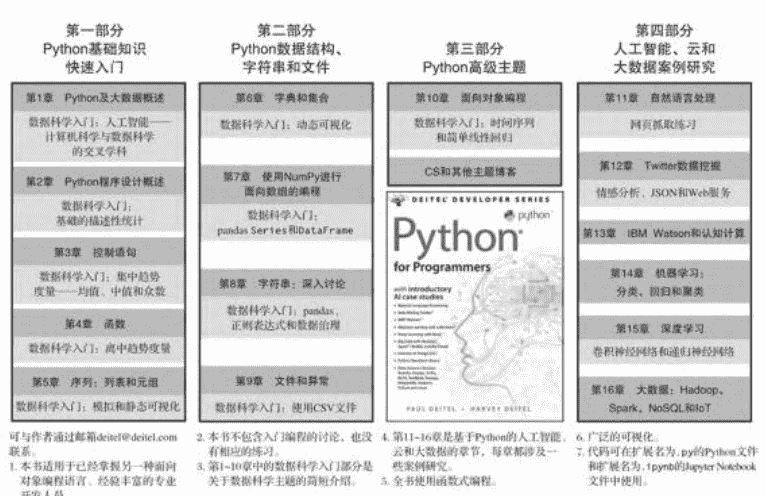 第一部分
Python基础知识
快速入门
第1章 Python及大数据概述
数据科学入门：人工智能——
计算机科学与数据科学
的交叉学科
第2章 Python程序设计概述
数据科学入门：
基础的描述性统计
第3章 控制语句
数据科学入门：集中趋势
度量——均值、中值和众数
第4章 函数
数据科学入门：离中趋势度量
第5章 序列：列表和元组
数据科学入门：模拟和静态可视化
第二部分
Python数据结构、
字符串和文件
第6章 字典和集合
数据科学入门：动态可视化
第7章 使用NumPy进行
面向数组的编程
数据科学入门：
pandas Series和DataFrame
第8章 字符串：深入讨论
数据科学入门：pandas、
正则表达式和数据治理
第9章 文件和异常
数据科学入门：使用CSV文件
第三部分
Python高级主题
第10章 面向对象编程
数据科学入门：时间序列
和简单线性回归
CS和其他主题博客
DEITEL DEVELOPER SERIES
python
Python
for Programmers
with introductory
AI case studies
PAUL DEITEL • HARVEY DEITEL
第四部分
人工智能、云和
大数据案例研究
第11章 自然语言处理
网页抓取练习
第12章 Twitter数据挖掘
情感分析、JSON和Web服务
第13章 IBM Watson和认知计算
第14章 机器学习：
分类、回归和聚类
第15章 深度学习
卷积神经网络和递归神经网络
第16章 大数据：Hadoop、
Spark、NoSQL和IoT
可与作者通过邮箱deitel@deitel.com
联系。
1. 本书适用于已经掌握另一种面向
对象编程语言、经验丰富的专业
开发人员。
2. 本书不包含入门编程的讨论，也没
有相应的练习。
3. 第1~10章中的数据科学入门部分是
关于数据科学主题的简短介绍。
4. 第11~16章是基于Python的人工智能、
云和大数据的章节，每章都涉及一
些案例研究。
5. 全书使用函数式编程。
6. 广泛的可视化。
7. 代码可在扩展名为.py的Python文件
和扩展名为.ipynb的Jupyter Notebook
文件中使用。